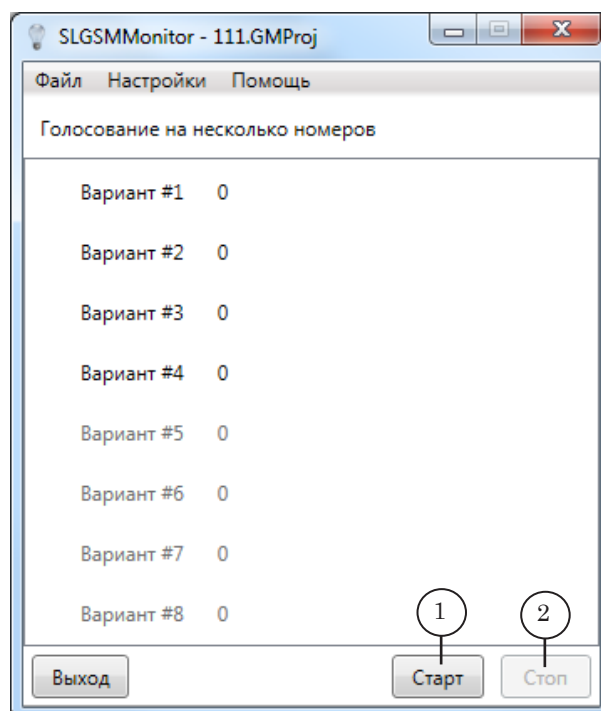 SLGSMMonitor - 111.GMProj
Файл Настройки Помощь
Голосование на несколько номеров
Вариант #1 0
Вариант #2 0
Вариант #3 0
Вариант #4 0
Вариант #5 0
Вариант #6 0
Вариант #7 0
Вариант #8 0
1 2
Выход Старт Стоп